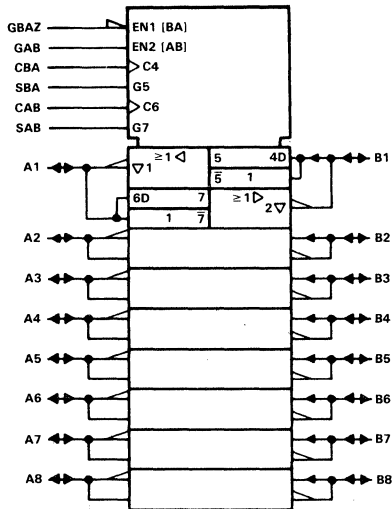 GBAZ EN1 [BA]
GAB EN2 [AB]
CBA C4
SBA G5
CAB C6
SAB G7
A1 ≥1 ◁ 5 4D B1
▽1 5̅ 1
6D 7 ≥1 ▷
1 7̅ 2▽
A2 B2
A3 B3
A4 B4
A5 B5
A6 B6
A7 B7
A8 B8